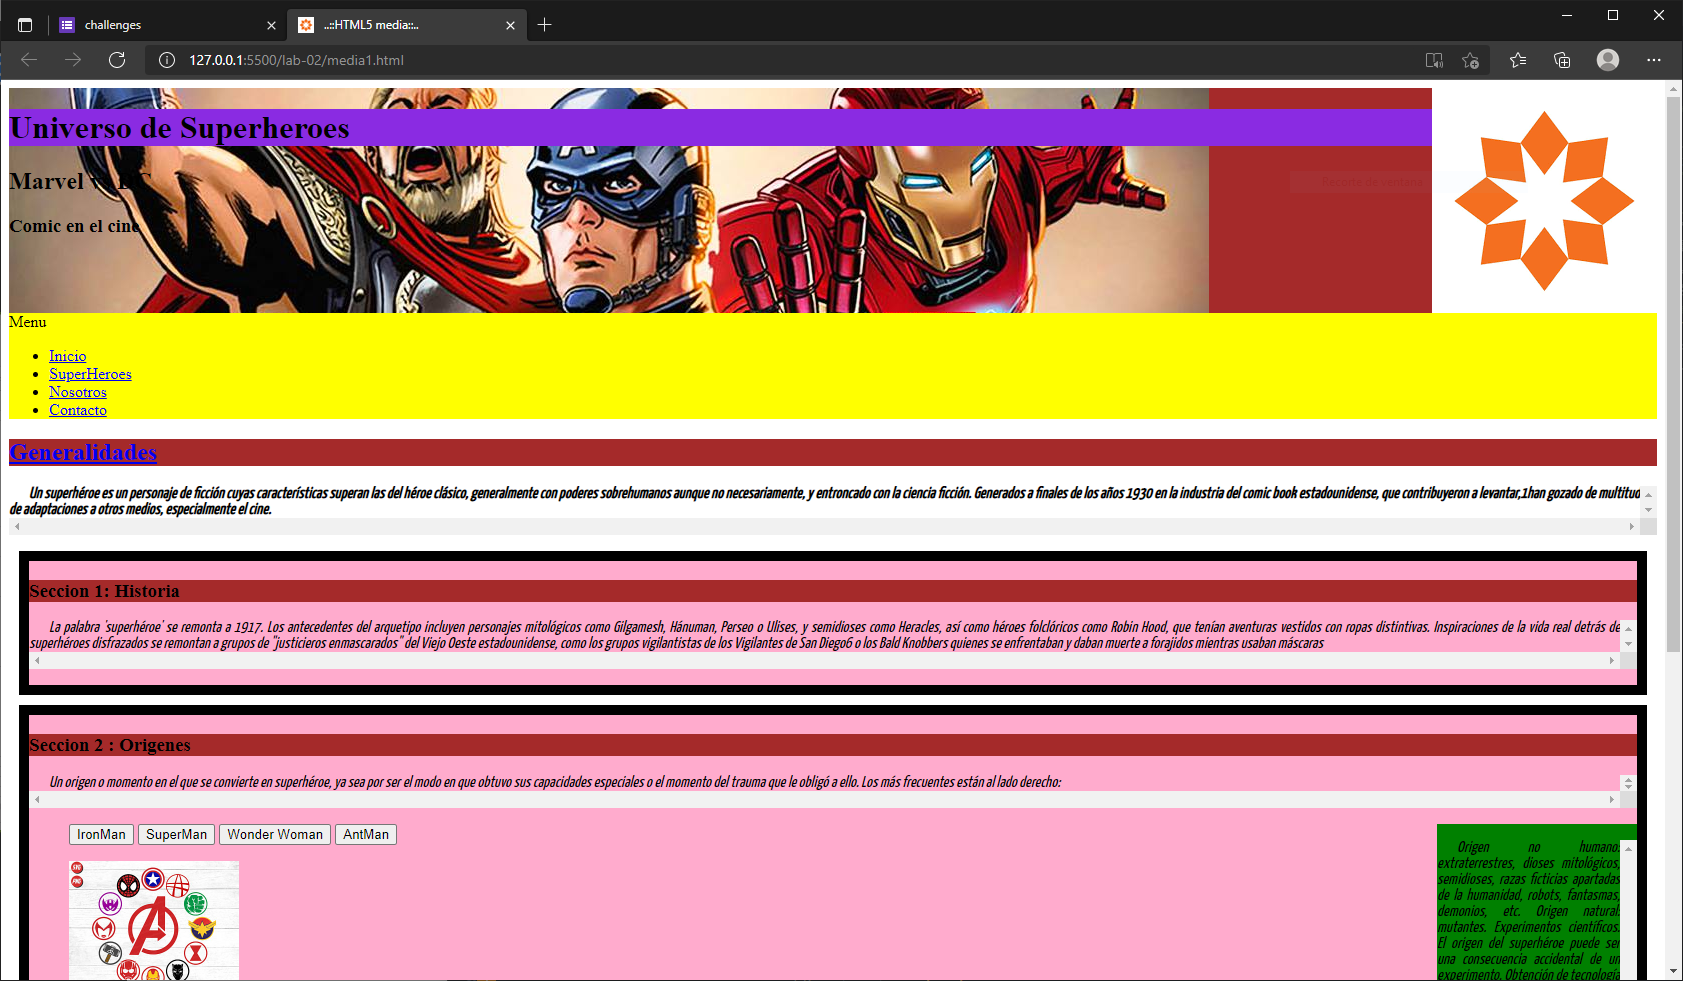 challenges
..::HTML5 media::..
127.0.0.1:5500/lab-02/media1.html
Universo de Superheroes
Marvel v DC
Comic en el cine
Menu
Inicio
SuperHeroes
Nosotros
Contacto
Generalidades
Un superhéroe es un personaje de ficción cuyas características superan las del héroe clásico, generalmente con poderes sobrehumanos aunque no necesariamente, y entroncado con la ciencia ficción. Generados a finales de los años 1930 en la industria del comic book estadounidense, que contribuyeron a levantar,1han gozado de multitud
de adaptaciones a otros medios, especialmente el cine.
Seccion 1: Historia
La palabra 'superhéroe' se remonta a 1917. Los antecedentes del arquetipo incluyen personajes mitológicos como Gilgamesh, Hánuman, Perseo o Ulises, y semidioses como Heracles, así como héroes folclóricos como Robin Hood, que tenían aventuras vestidos con ropas distintivas. Inspiraciones de la vida real detrás de
superhéroes disfrazados se remontan a grupos de "justicieros enmascarados" del Viejo Oeste estadounidense, como los grupos vigilantistas de los Vigilantes de San Diego6 o los Bald Knobbers quienes se enfrentaban y daban muerte a forajidos mientras usaban máscaras
Seccion 2 : Origenes
Un origen o momento en el que se convierte en superhéroe, ya sea por ser el modo en que obtuvo sus capacidades especiales o el momento del trauma que le obligó a ello. Los más frecuentes están al lado derecho:
IronMan SuperMan Wonder Woman AntMan
Origen no humano:
extraterrestres, dioses mitológicos,
semidioses, razas ficticias apartadas
de la humanidad, robots, fantasmas,
demonios, etc. Origen natural:
mutantes. Experimentos científicos:
El origen del superhéroe puede ser
una consecuencia accidental de un
experimento. Obtención de tecnología